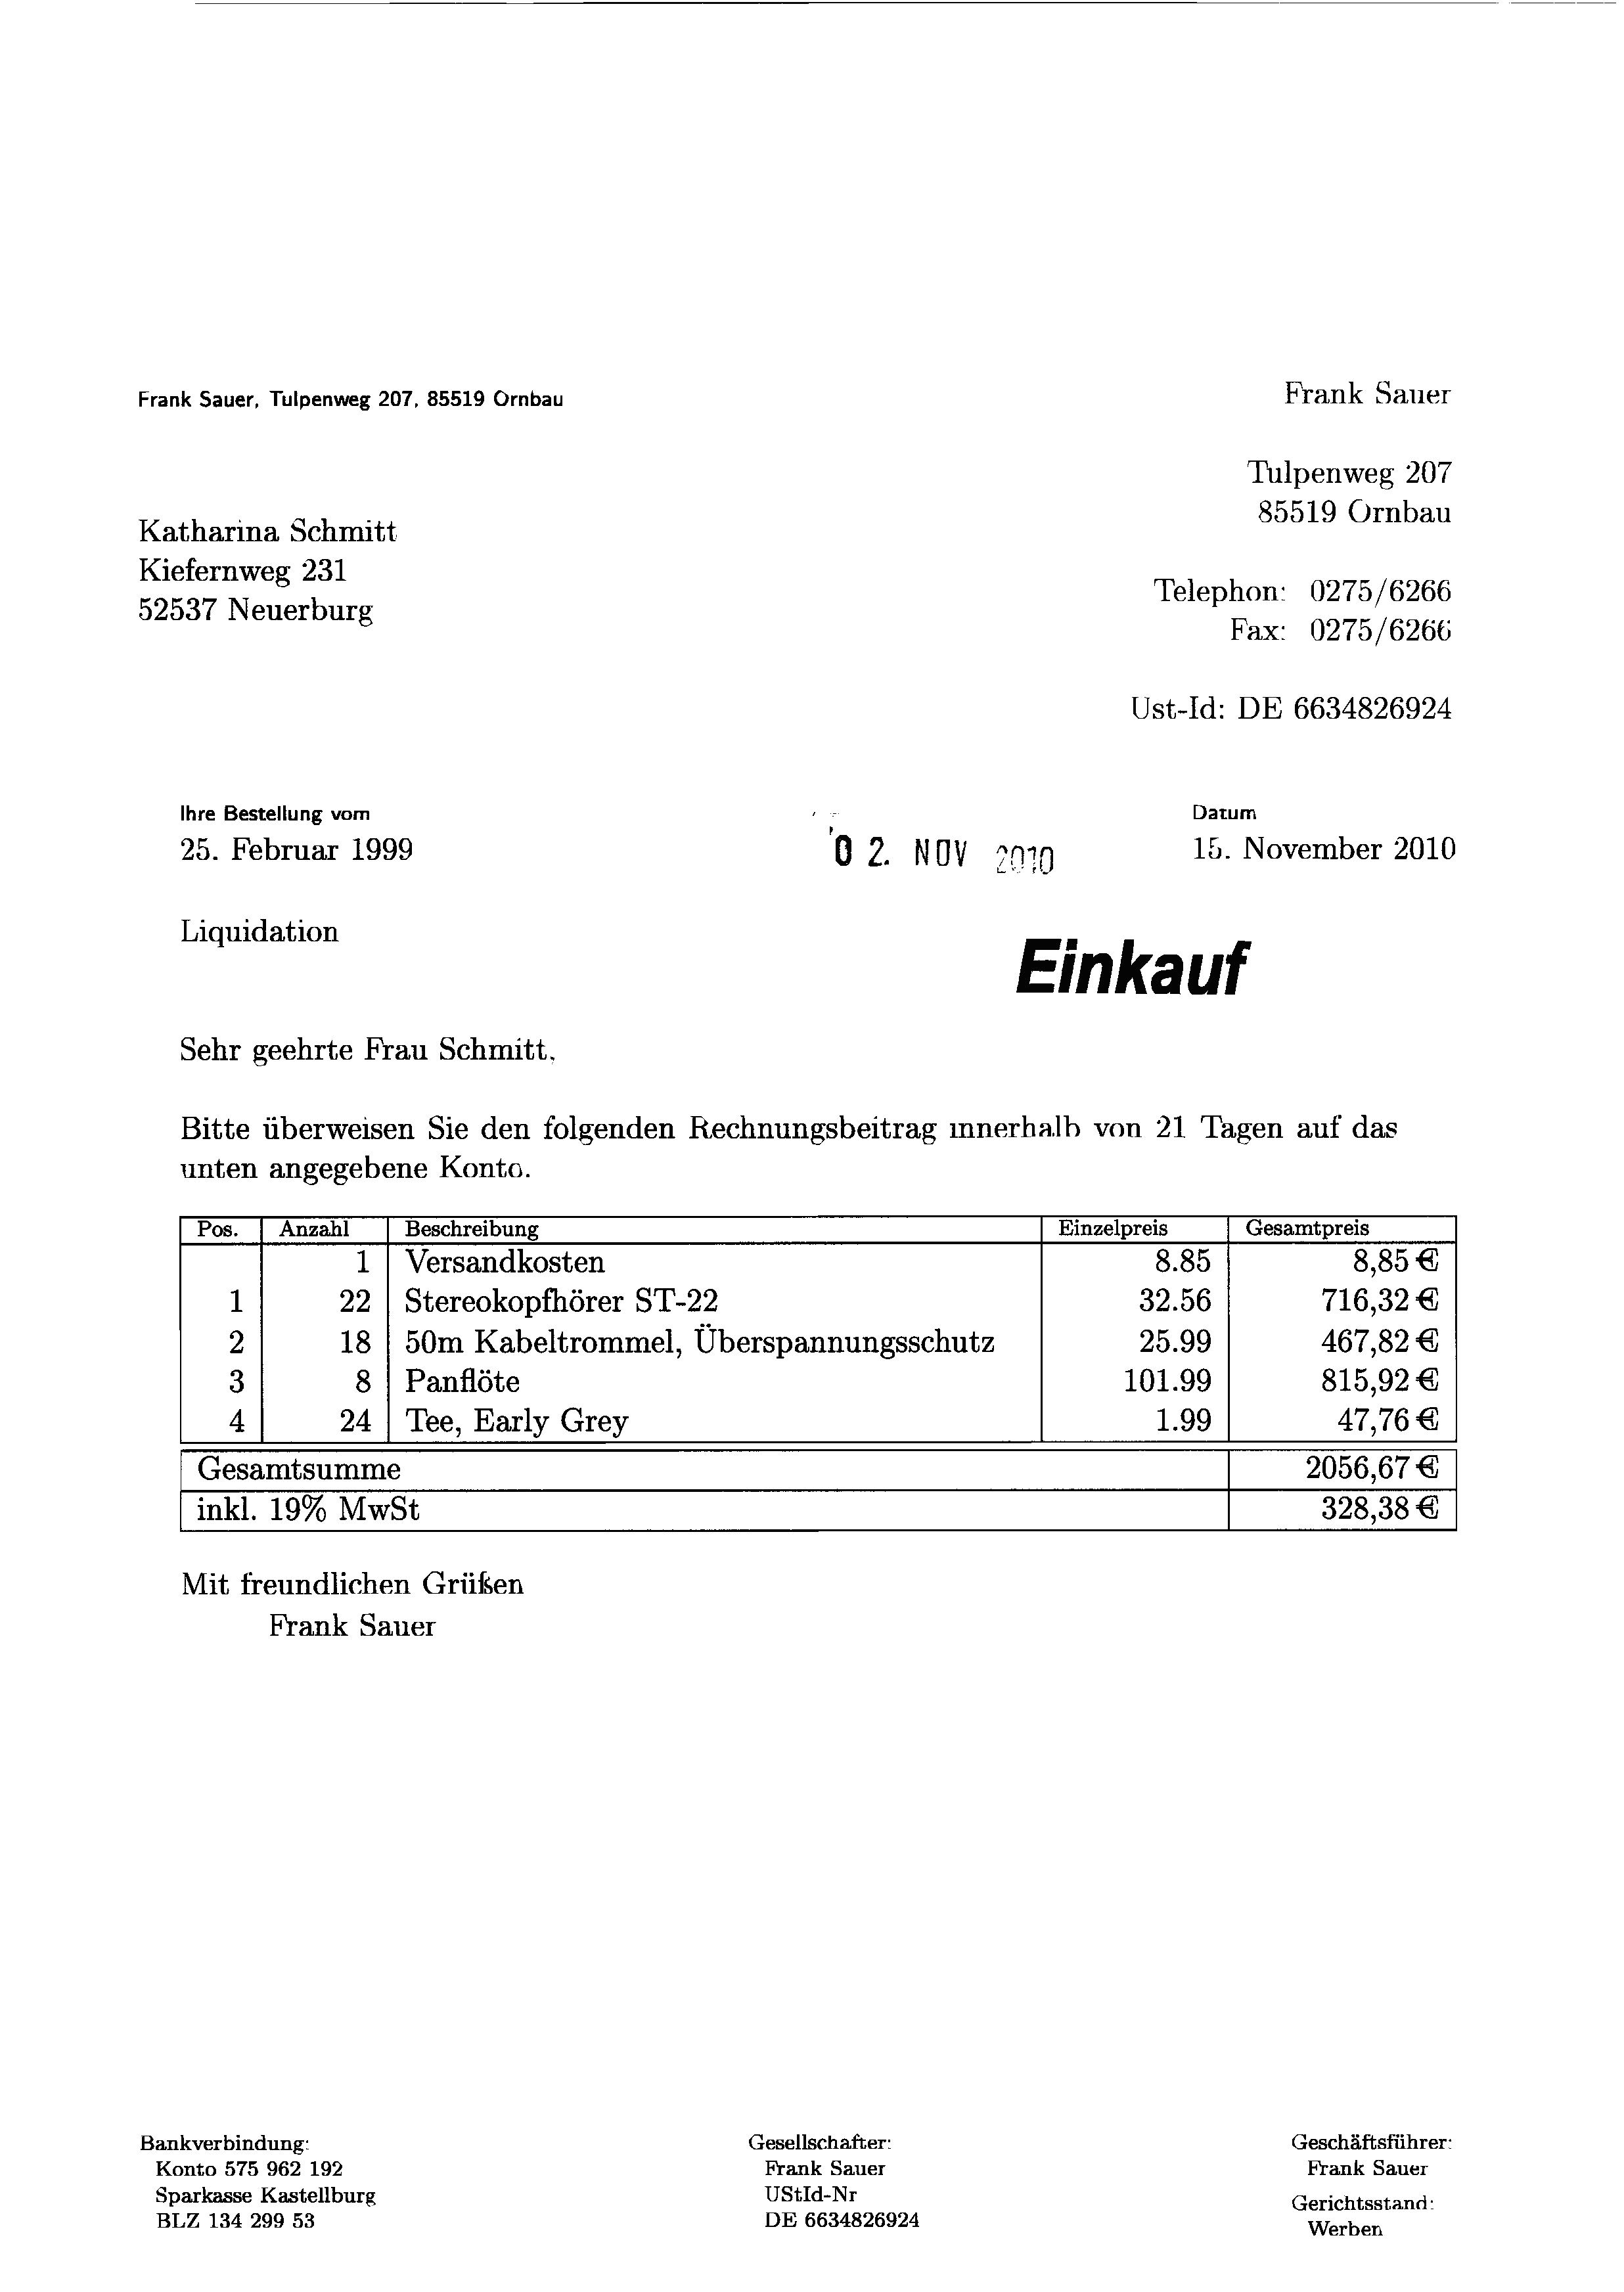 Frank Sauer, Tulpenweg 207, 85519 Ornbau
Frank Sauer
Tulpenweg 207
85519 Ornbau
Katharina Schmitt
Kiefernweg 231
52537 Neuerburg
Telephon: 0275/6266
Fax: 0275/6266
Ust-Id: DE 6634826924
Ihre Bestellung vom
25. Februar 1999
02. NOV 2010
Datum
15. November 2010
Liquidation
Einkauf
Sehr geehrte Frau Schmitt,
Bitte überweisen Sie den folgenden Rechnungsbeitrag innerhalb von 21 Tagen auf das
unten angegebene Konto.
Pos. Anzahl Beschreibung Einzelpreis Gesamtpreis
1 Versandkosten 8.85 8,85 €
1 22 Stereokopfhörer ST-22 32.56 716,32 €
2 18 50m Kabeltrommel, Überspannungsschutz 25.99 467,82 €
3 8 Panflöte 101.99 815,92 €
4 24 Tee, Early Grey 1.99 47,76 €
Gesamtsumme 2056,67 €
inkl. 19% MwSt 328,38 €
Mit freundlichen Grüßen
Frank Sauer
Bankverbindung:
Konto 575 962 192
Sparkasse Kastellburg
BLZ 134 299 53
Gesellschafter:
Frank Sauer
UStId-Nr
DE 6634826924
Geschäftsführer:
Frank Sauer
Gerichtsstand:
Werben